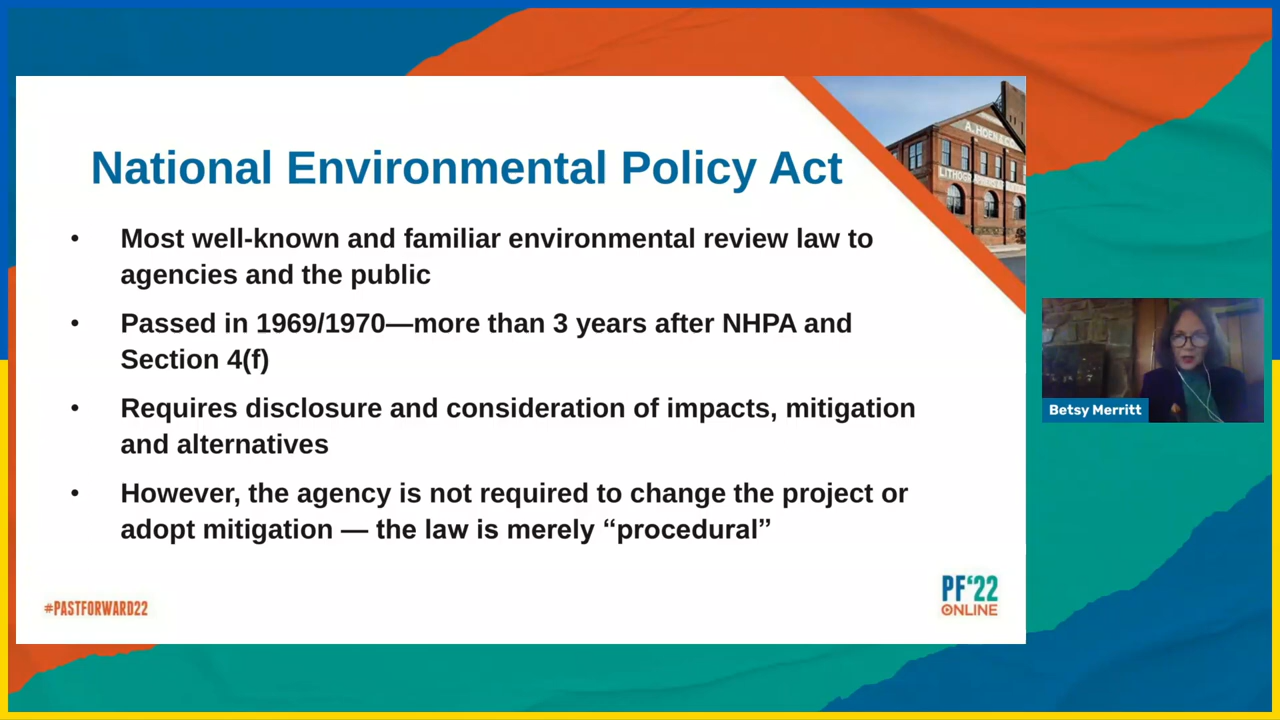 National Environmental Policy Act
• Most well-known and familiar environmental review law to
agencies and the public
• Passed in 1969/1970—more than 3 years after NHPA and
Section 4(f)
• Requires disclosure and consideration of impacts, mitigation
and alternatives
• However, the agency is not required to change the project or
adopt mitigation — the law is merely “procedural”
#PASTFORWARD22
PF‘22
ONLINE
A. HOEN & CO
Betsy Merritt